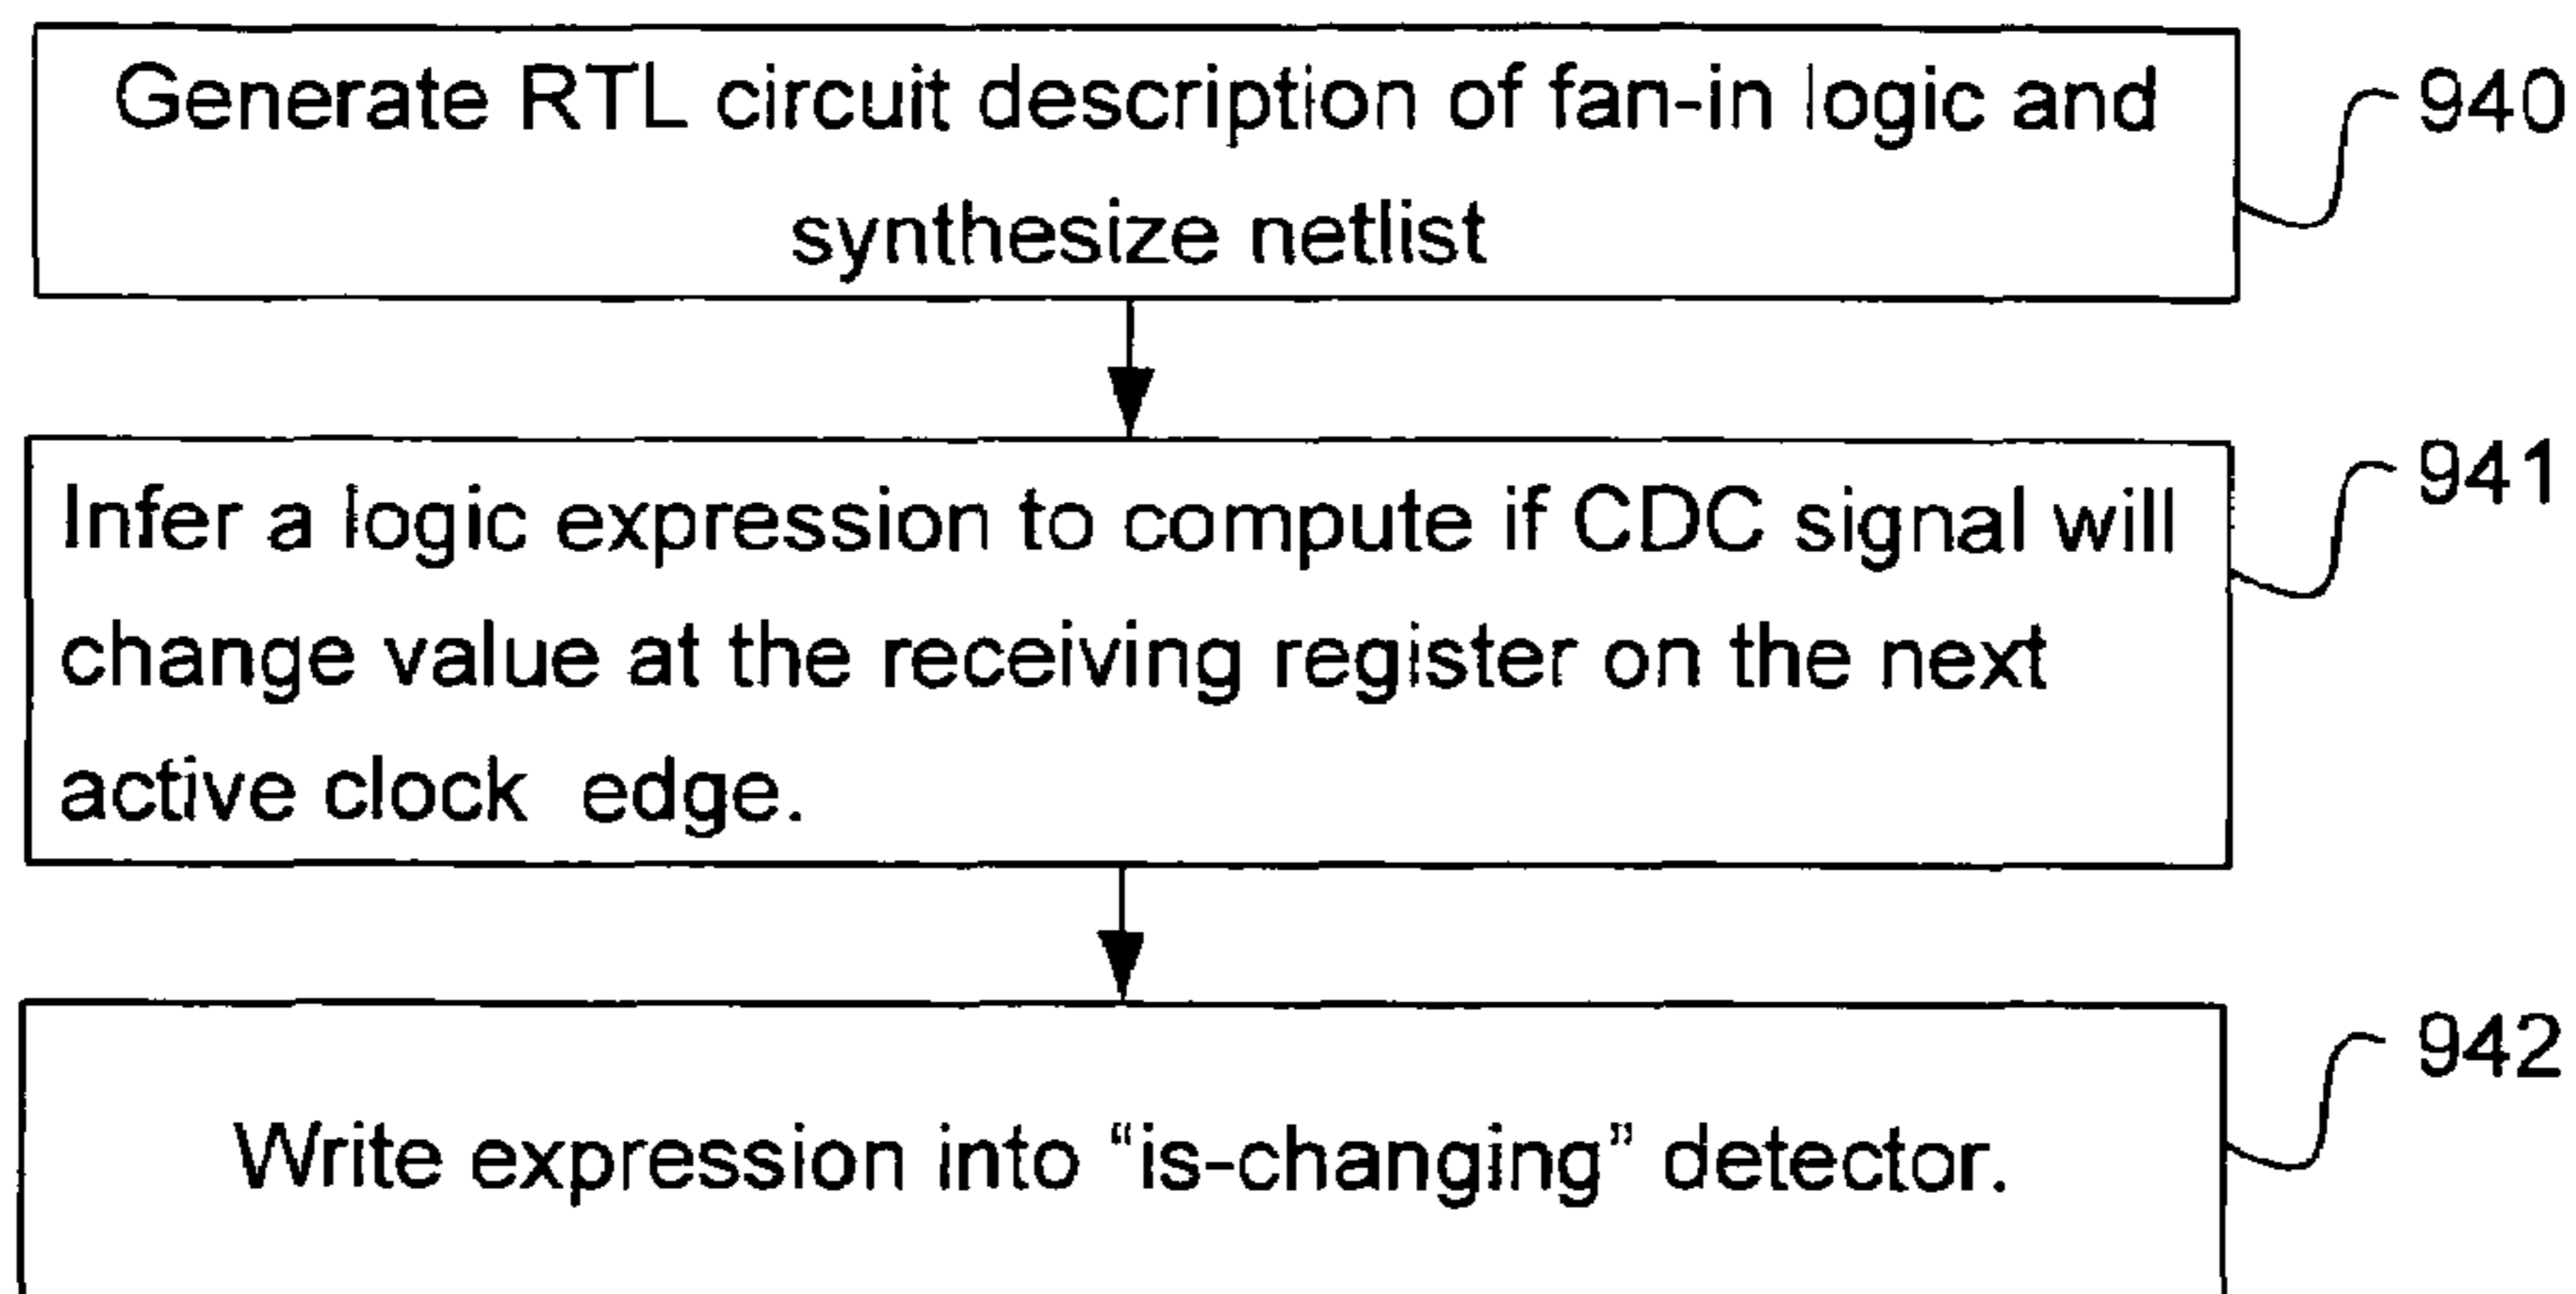 Generate RTL circuit description of fan-in logic and
synthesize netlist
940
Infer a logic expression to compute if CDC signal will
change value at the receiving register on the next
active clock edge.
941
Write expression into “is-changing” detector.
942